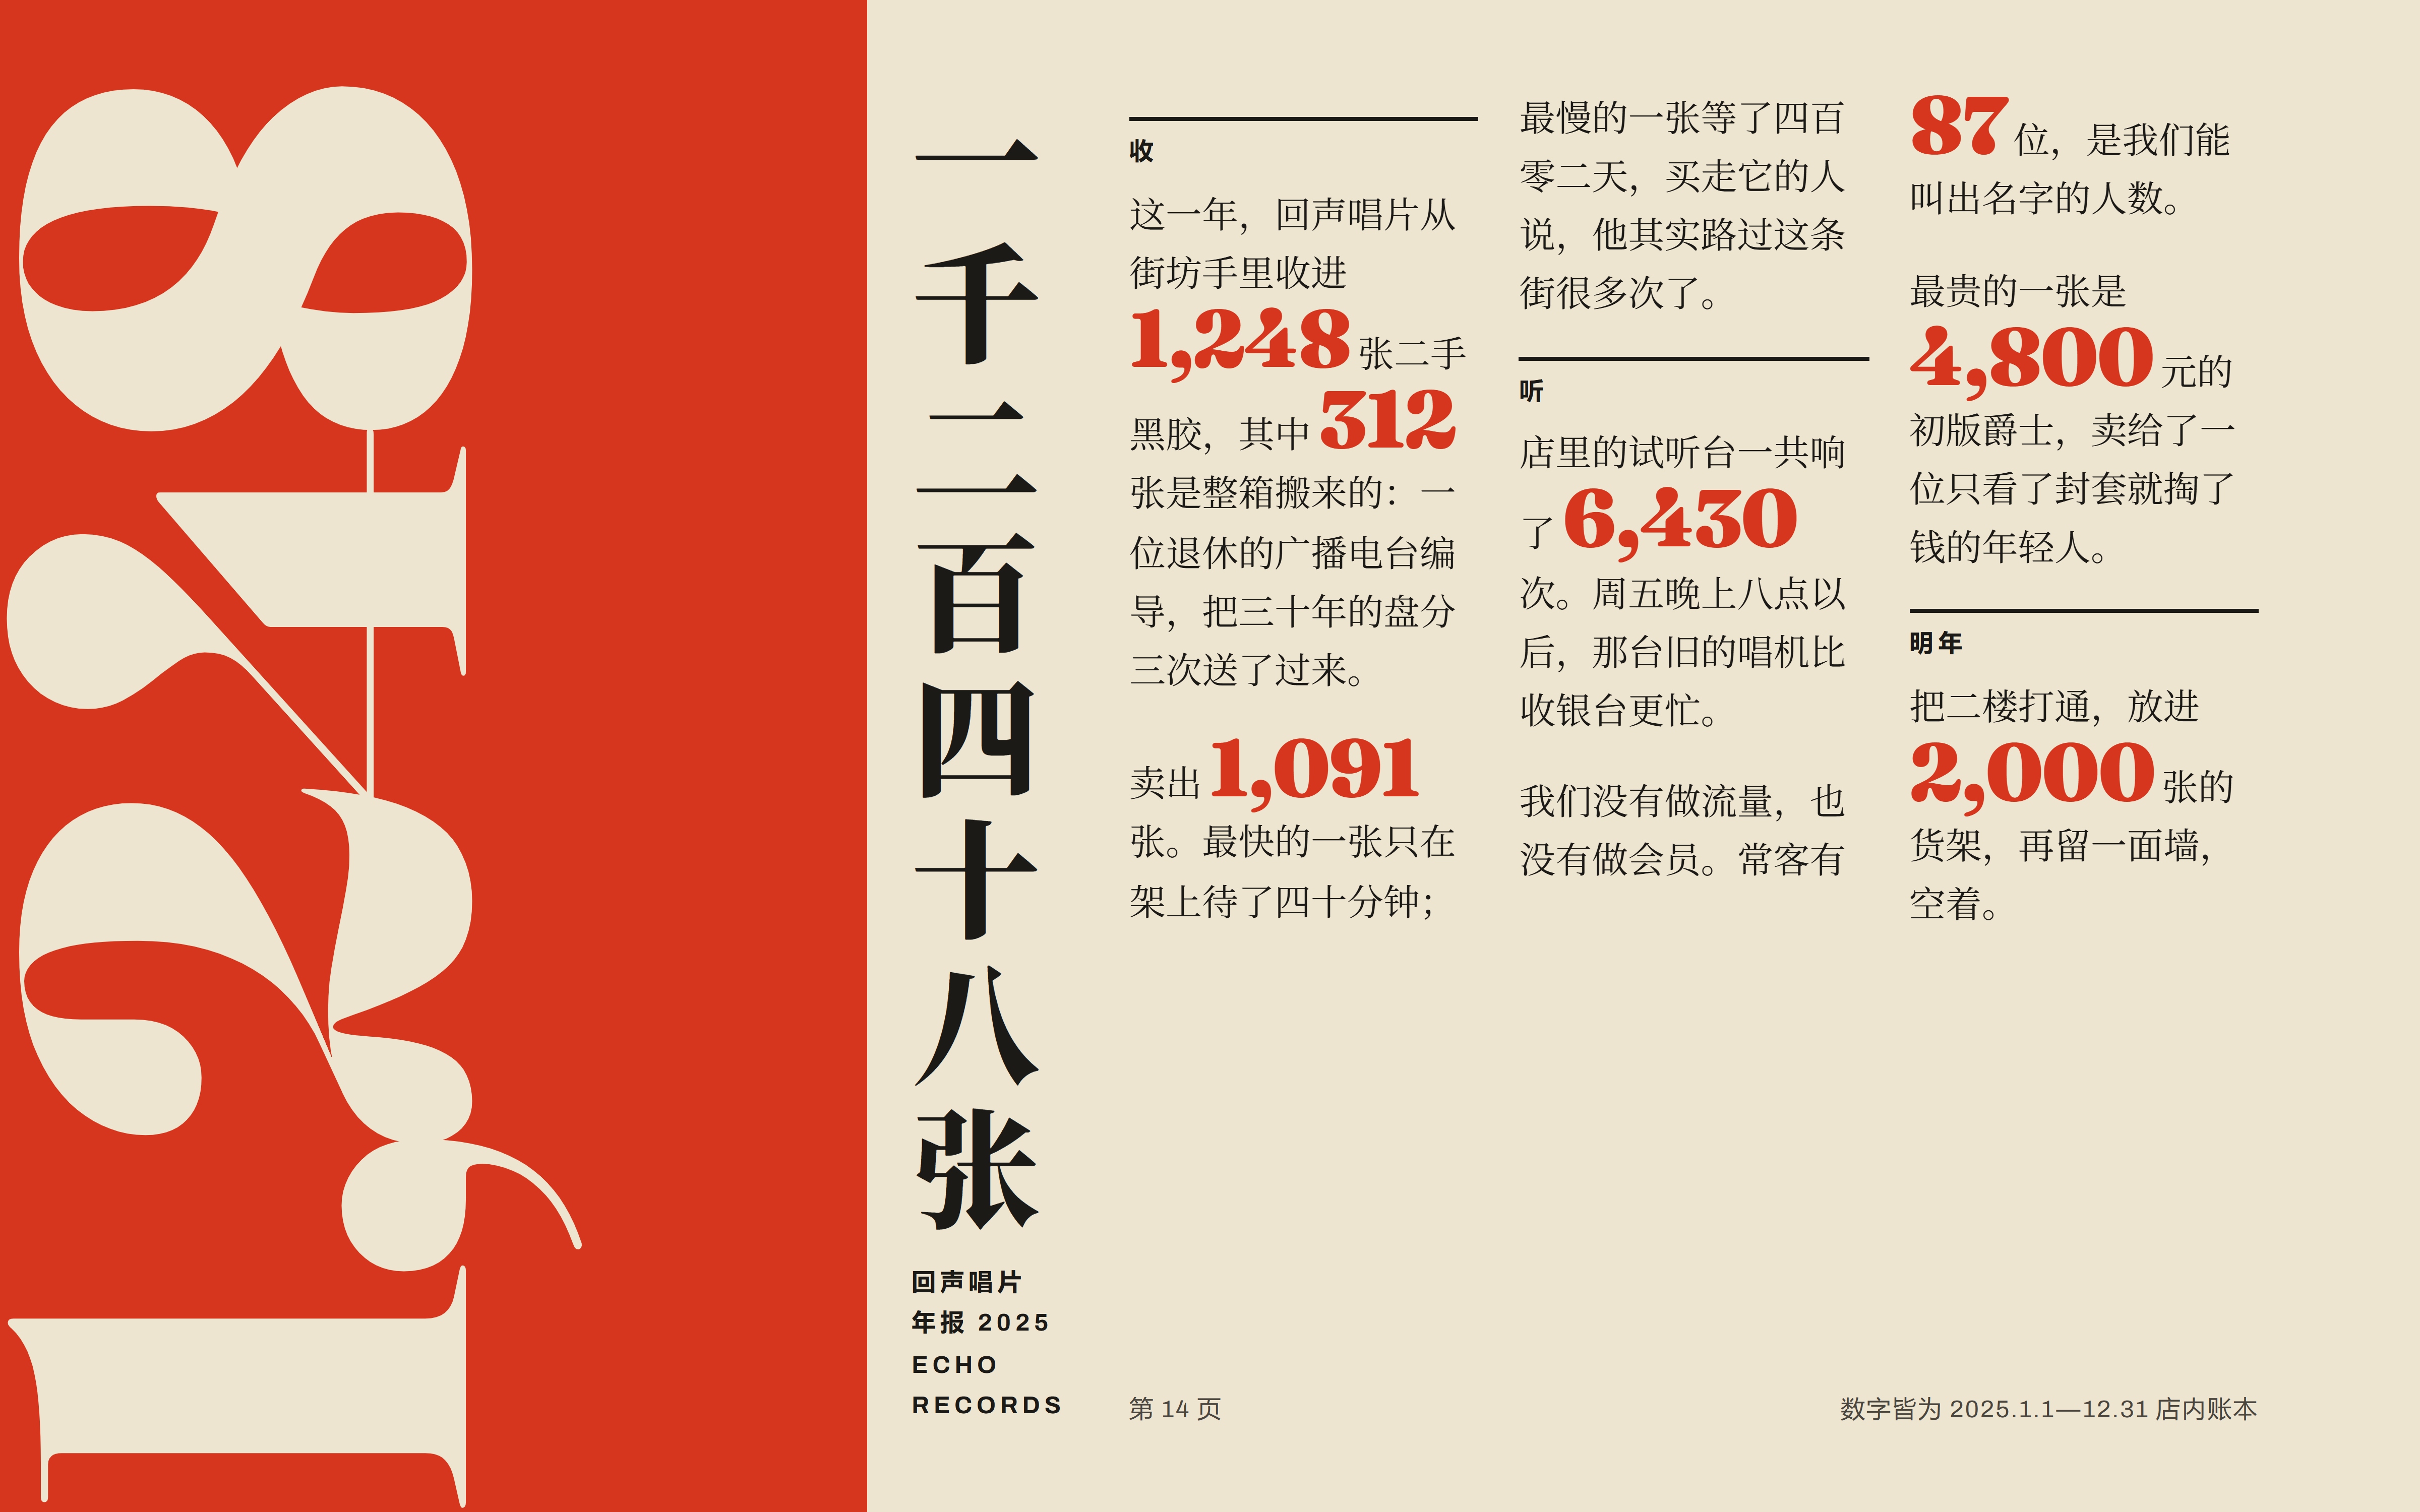 1,248
一千二百四十八张
回声唱片
年报 2025
ECHO
RECORDS
收
这一年，回声唱片从
街坊手里收进
1,248 张二手
黑胶，其中 312
张是整箱搬来的：一
位退休的广播电台编
导，把三十年的盘分
三次送了过来。
卖出 1,091
张。最快的一张只在
架上待了四十分钟；
最慢的一张等了四百
零二天，买走它的人
说，他其实路过这条
街很多次了。
听
店里的试听台一共响
了 6,430
次。周五晚上八点以
后，那台旧的唱机比
收银台更忙。
我们没有做流量，也
没有做会员。常客有
87 位，是我们能
叫出名字的人数。
最贵的一张是
4,800 元的
初版爵士，卖给了一
位只看了封套就掏了
钱的年轻人。
明年
把二楼打通，放进
2,000 张的
货架，再留一面墙，
空着。
第 14 页
数字皆为 2025.1.1—12.31 店内账本